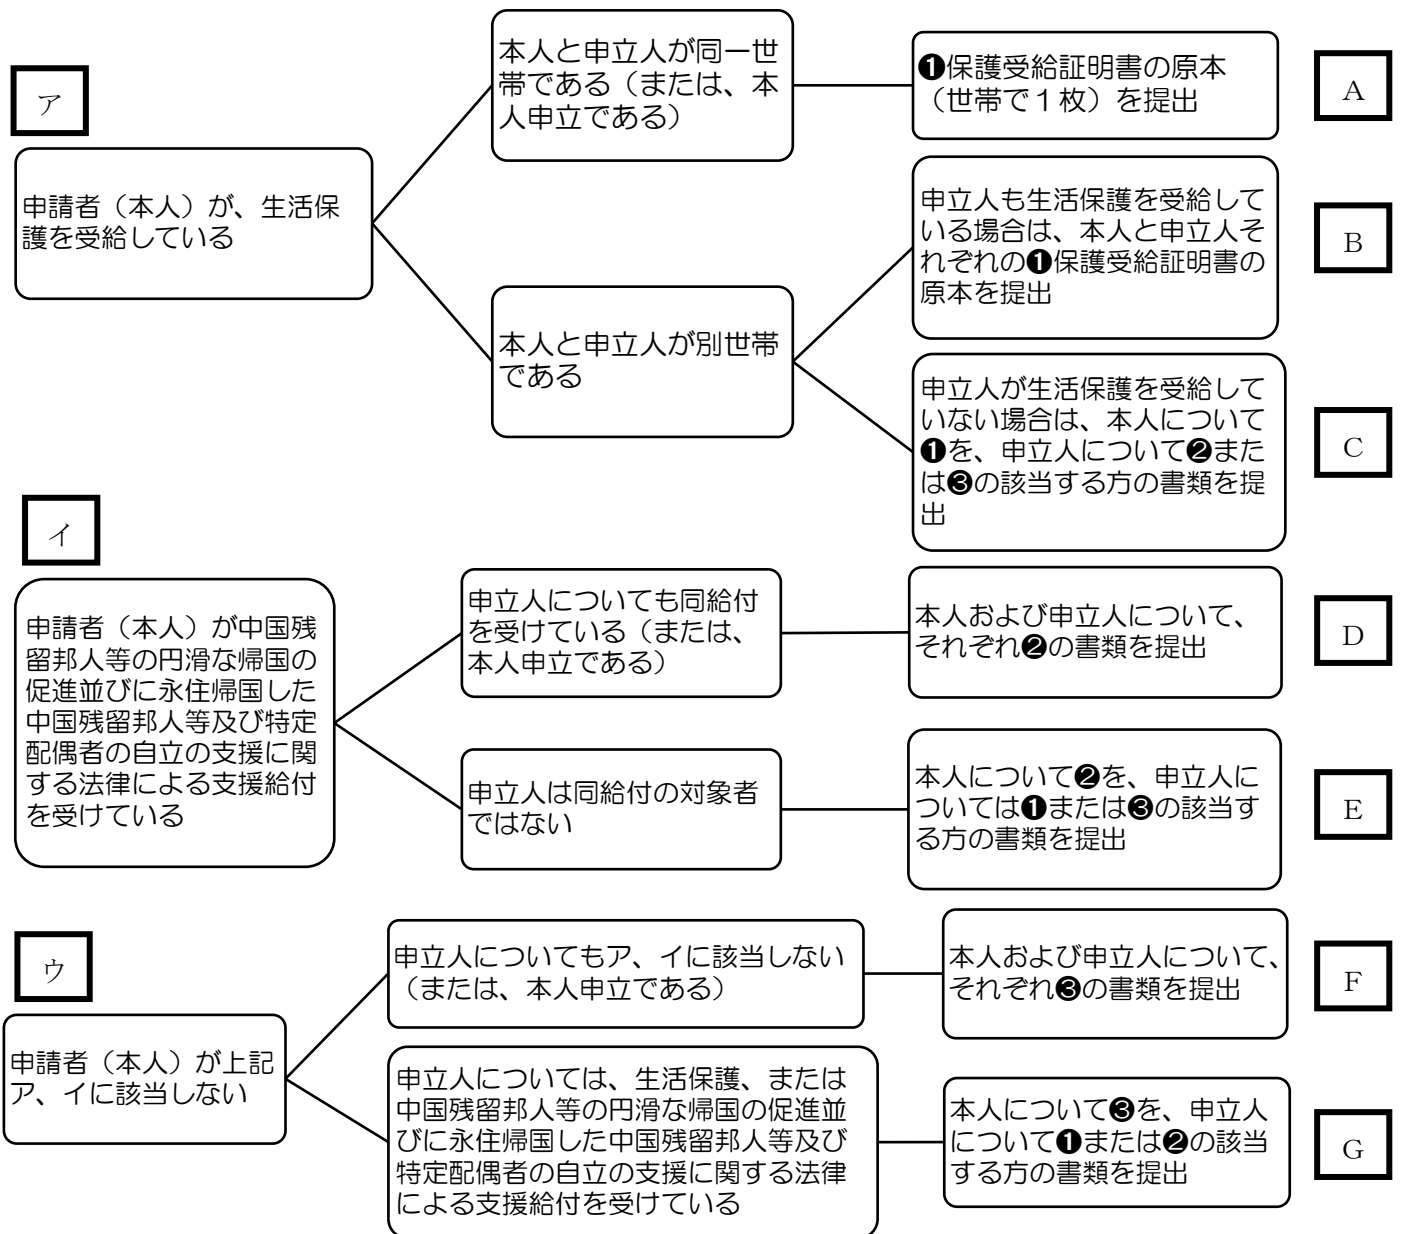 ア
申請者（本人）が、生活保
護を受給している
本人と申立人が同一世
帯である（または、本
人申立である）
❶保護受給証明書の原本
（世帯で１枚）を提出
A
本人と申立人が別世帯
である
申立人も生活保護を受給して
いる場合は、本人と申立人そ
れぞれの❶保護受給証明書の
原本を提出
B
申立人が生活保護を受給して
いない場合は、本人について
❶を、申立人について❷また
は❸の該当する方の書類を提
出
C
イ
申請者（本人）が中国残
留邦人等の円滑な帰国の
促進並びに永住帰国した
中国残留邦人等及び特定
配偶者の自立の支援に関
する法律による支援給付
を受けている
申立人についても同給付
を受けている（または、
本人申立である）
本人および申立人について、
それぞれ❷の書類を提出
D
申立人は同給付の対象者
ではない
本人について❷を、申立人に
ついては❶または❸の該当す
る方の書類を提出
E
ウ
申請者（本人）が上記
ア、イに該当しない
申立人についてもア、イに該当しない
（または、本人申立である）
本人および申立人について、
それぞれ❸の書類を提出
F
申立人については、生活保護、または
中国残留邦人等の円滑な帰国の促進並
びに永住帰国した中国残留邦人等及び
特定配偶者の自立の支援に関する法律
による支援給付を受けている
本人について❸を、申立人
について❶または❷の該当
する方の書類を提出
G